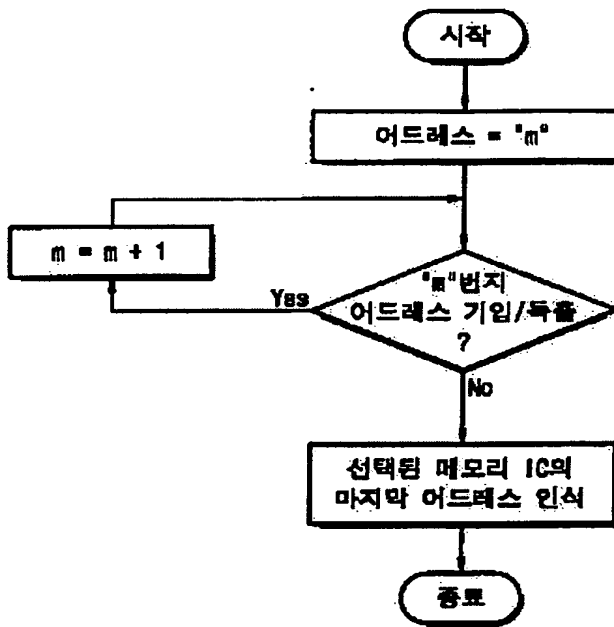 시작
어드레스 = "m"
m = m + 1
"m"번지
어드레스 기입/독출
?
Yes
No
선택된 메모리 IC의
마지막 어드레스 인식
종료